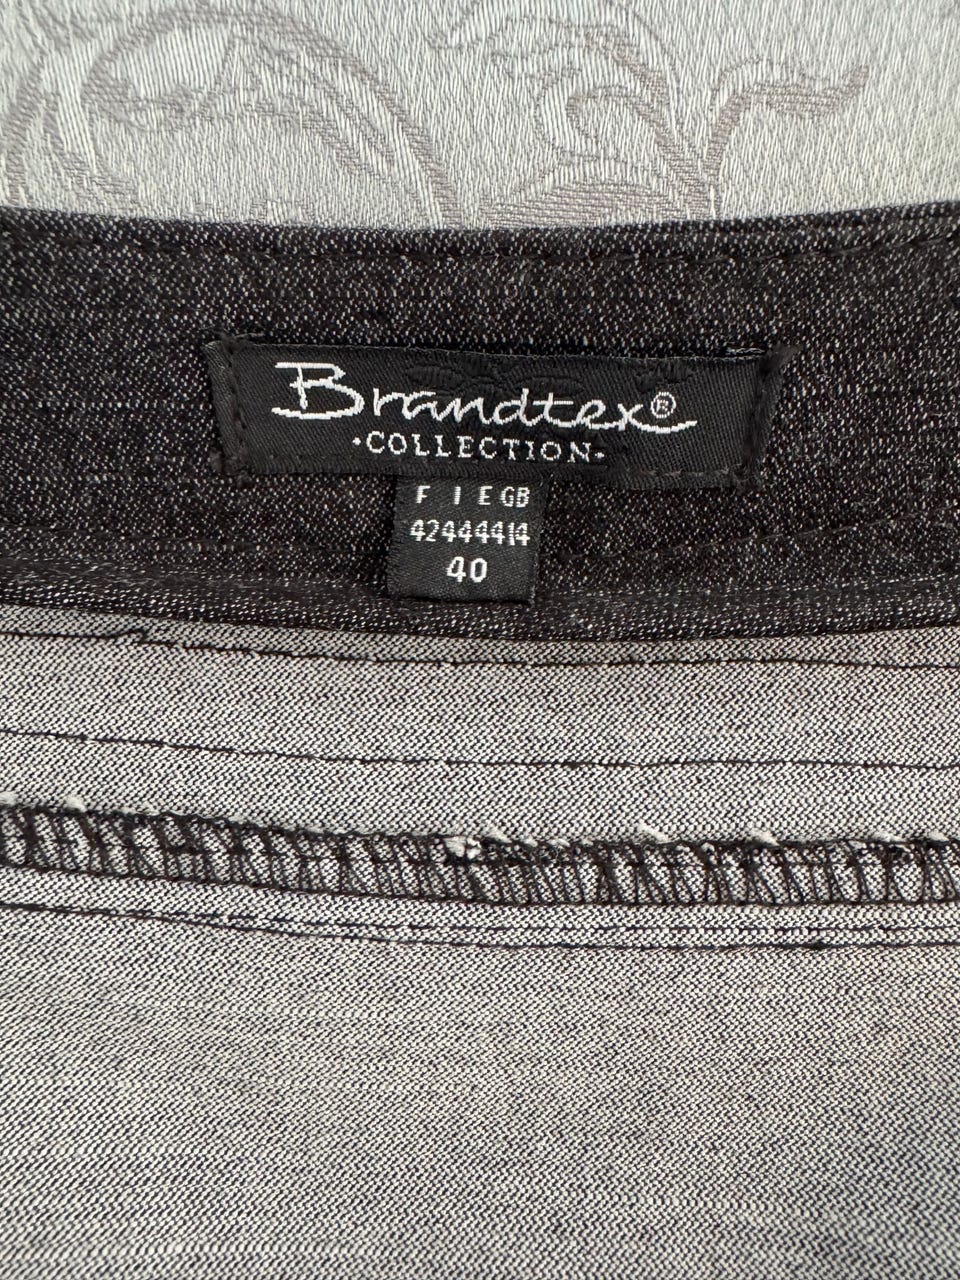 Brandtex®
·COLLECTION·
F I E GB
42444414
40